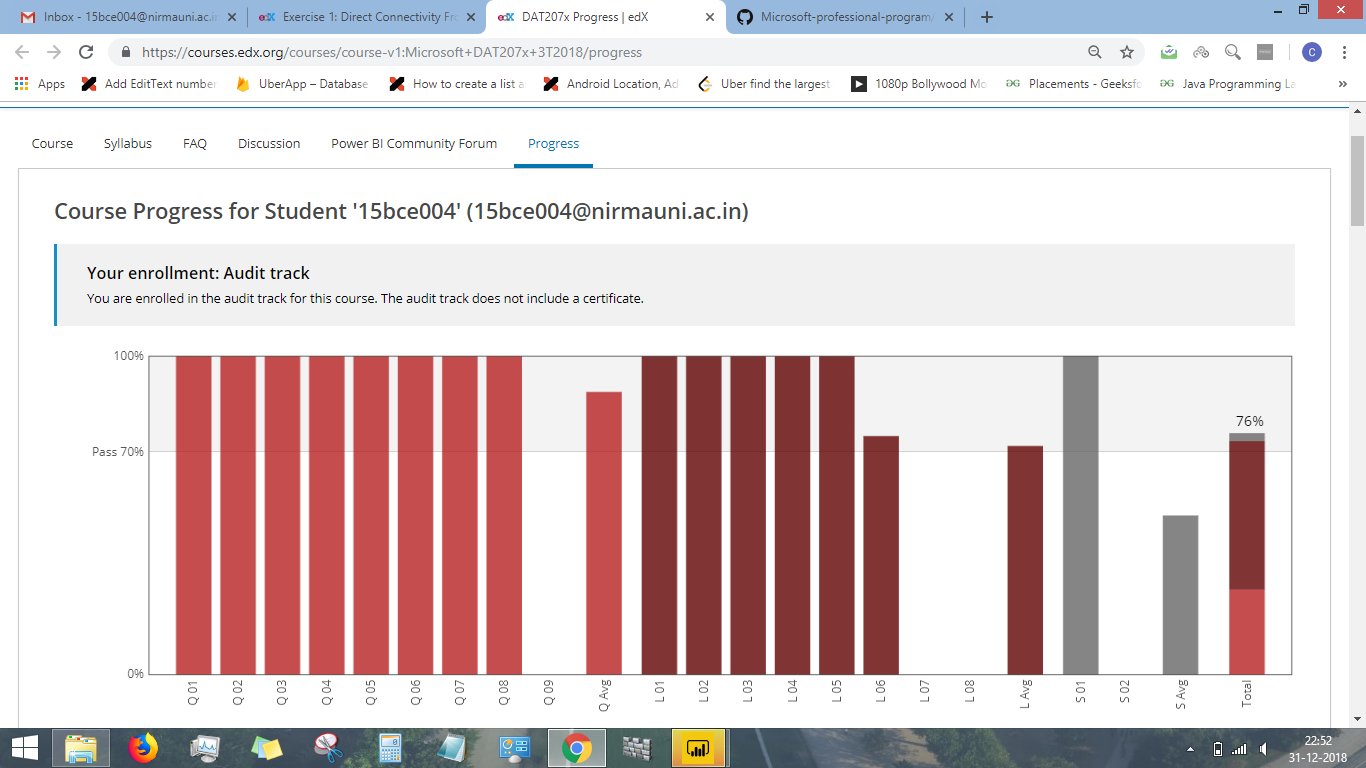 Inbox - 15bce004@nirmauni.ac.i
Exercise 1: Direct Connectivity Fro
DAT207x Progress | edX
Microsoft-professional-program/
https://courses.edx.org/courses/course-v1:Microsoft+DAT207x+3T2018/progress
C
Apps
Add EditText number
UberApp – Database
How to create a list a
Android Location, Ad
Uber find the largest
1080p Bollywood Mo
Placements - Geeksfo
Java Programming La
Course
Syllabus
FAQ
Discussion
Power BI Community Forum
Progress
Course Progress for Student '15bce004' (15bce004@nirmauni.ac.in)
Your enrollment: Audit track
You are enrolled in the audit track for this course. The audit track does not include a certificate.
100%
Pass 70%
0%
76%
Q 01
Q 02
Q 03
Q 04
Q 05
Q 06
Q 07
Q 08
Q 09
Q Avg
L 01
L 02
L 03
L 04
L 05
L 06
L 07
L 08
L Avg
S 01
S 02
S Avg
Total
22:52
31-12-2018